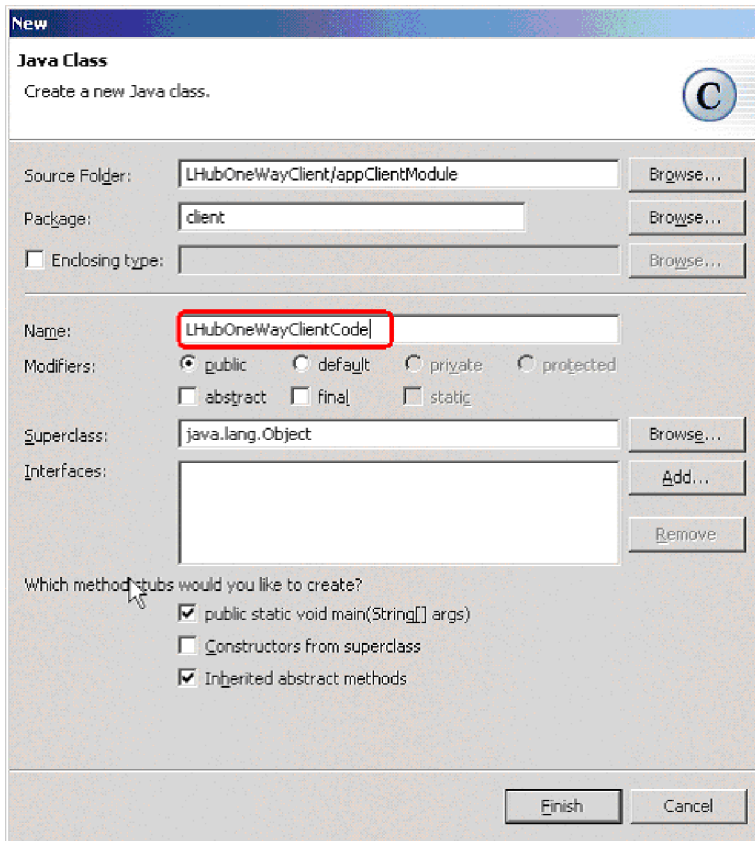 New
Java Class
Create a new Java class.
C
Source Folder: LHubOneWayClient/appClientModule Browse...
Package: client Browse...
Enclosing type: Browse...
Name: LHubOneWayClientCode
Modifiers: public default private protected
abstract final static
Superclass: java.lang.Object Browse...
Interfaces: Add...
Remove
Which method stubs would you like to create?
public static void main(String[] args)
Constructors from superclass
Inherited abstract methods
Finish Cancel